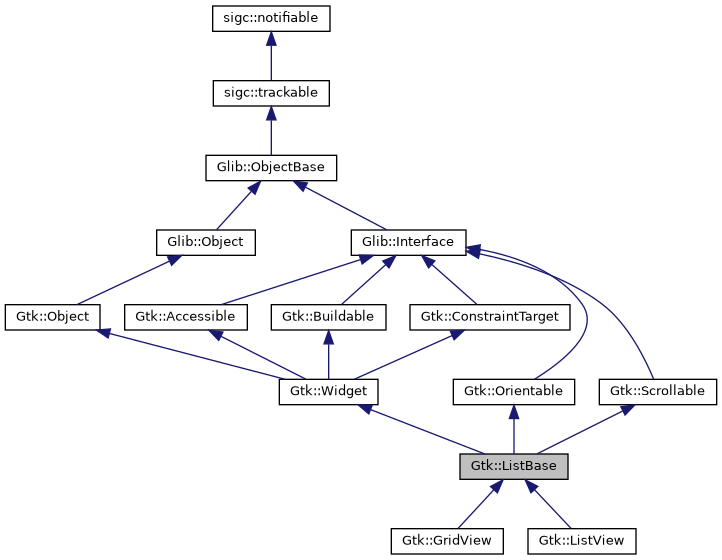 sigc::notifiable
sigc::trackable
Glib::ObjectBase
Glib::Object
Glib::Interface
Gtk::Object
Gtk::Accessible
Gtk::Buildable
Gtk::ConstraintTarget
Gtk::Widget
Gtk::Orientable
Gtk::Scrollable
Gtk::ListBase
Gtk::GridView
Gtk::ListView